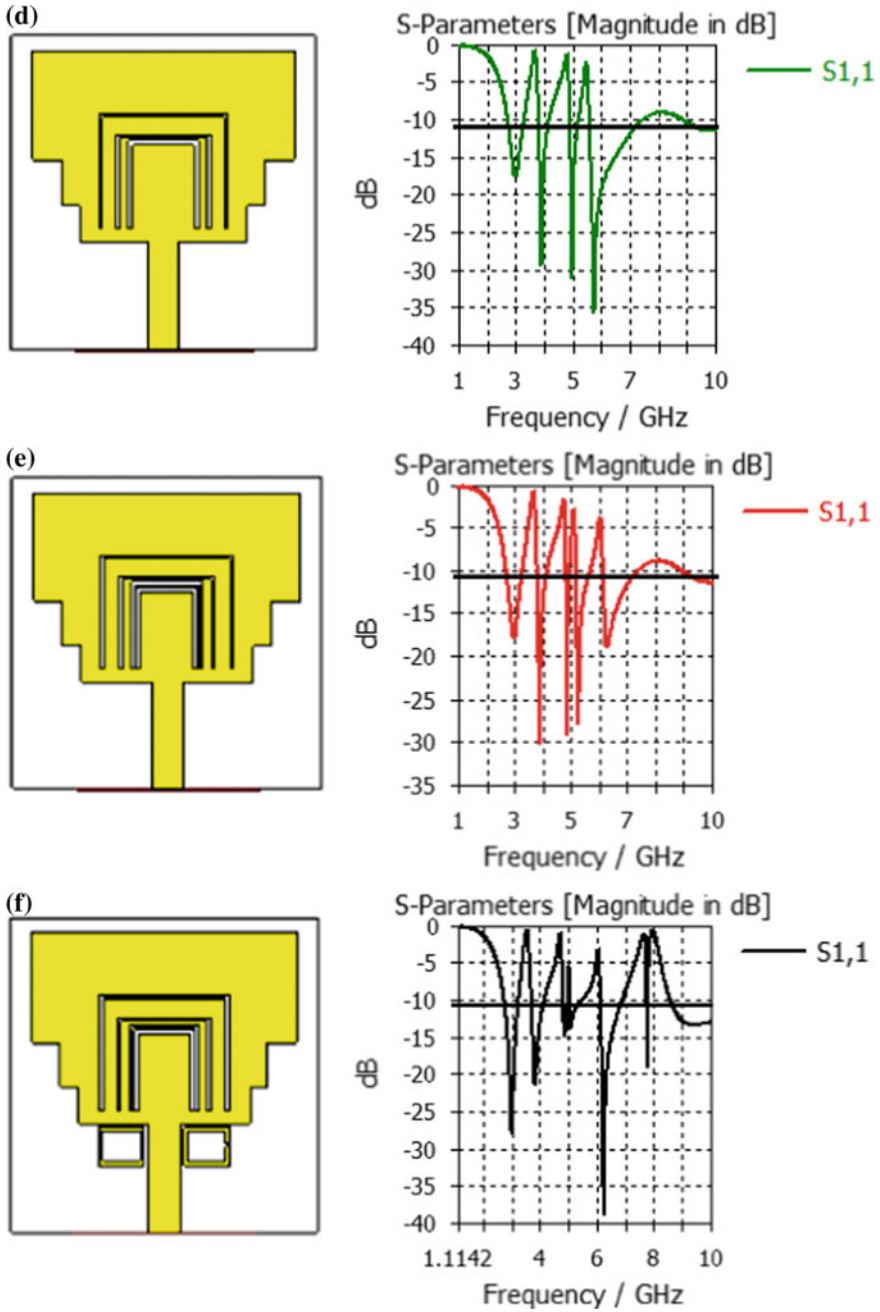 (d)
S-Parameters [Magnitude in dB]
0
-5
-10
-15
-20
-25
-30
-35
-40
dB
1 3 5 7 10
Frequency / GHz
S1,1
(e)
S-Parameters [Magnitude in dB]
0
-5
-10
-15
-20
-25
-30
-35
dB
1 3 5 7 10
Frequency / GHz
S1,1
(f)
S-Parameters [Magnitude in dB]
0
-5
-10
-15
-20
-25
-30
-35
-40
dB
1.1142 4 6 8 10
Frequency / GHz
S1,1